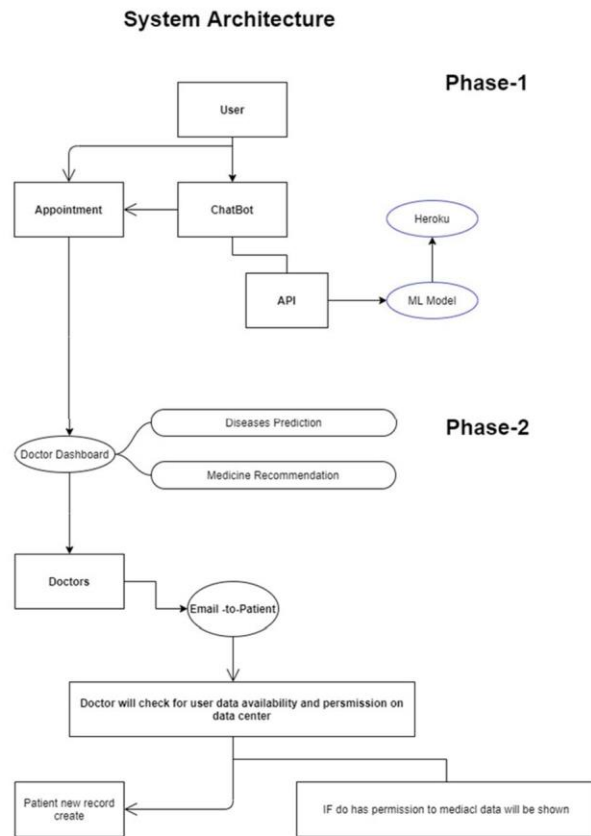 System Architecture
Phase-1
User
Appointment
ChatBot
Heroku
API
ML Model
Diseases Prediction
Phase-2
Doctor Dashboard
Medicine Recommendation
Doctors
Email -to-Patient
Doctor will check for user data availability and persmission on
data center
Patient new record
create
IF do has permission to mediacl data will be shown